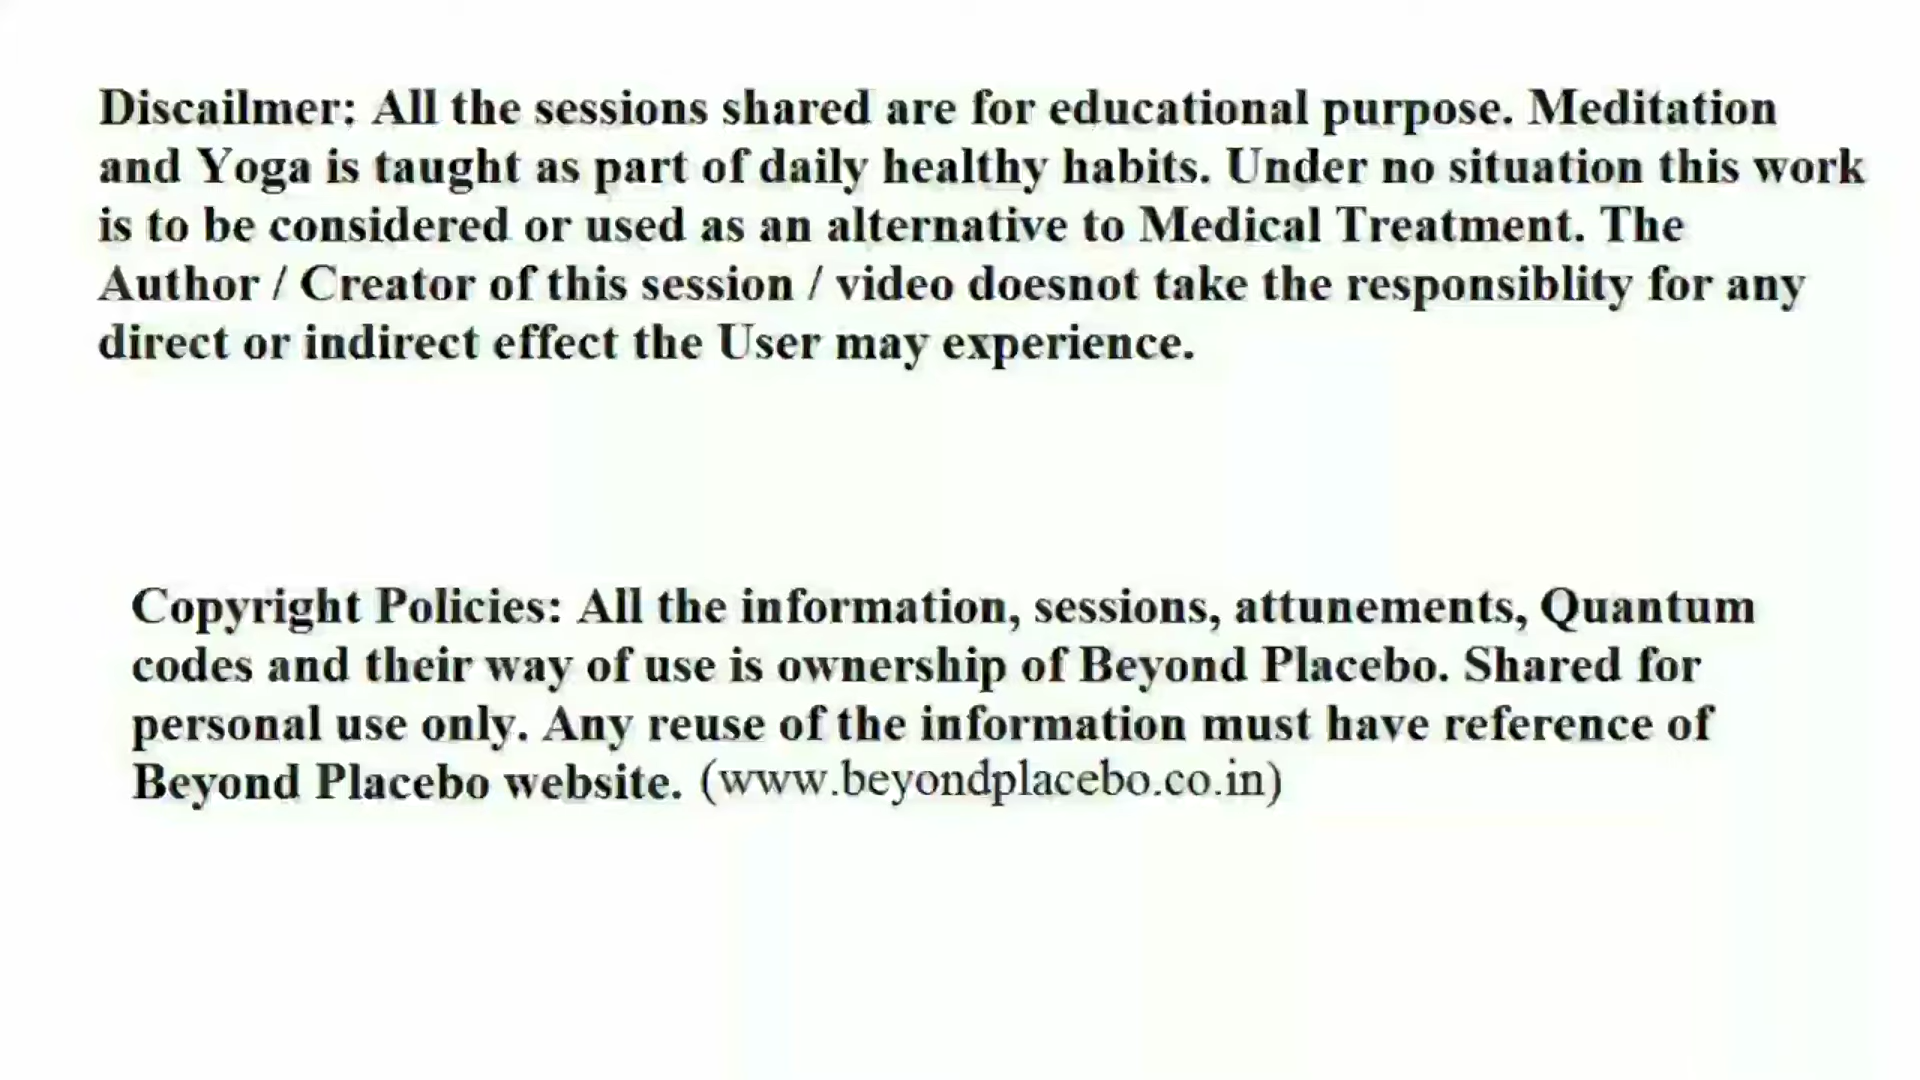 Discailmer: All the sessions shared are for educational purpose. Meditation
and Yoga is taught as part of daily healthy habits. Under no situation this work
is to be considered or used as an alternative to Medical Treatment. The
Author / Creator of this session / video doesnot take the responsiblity for any
direct or indirect effect the User may experience.
Copyright Policies: All the information, sessions, attunements, Quantum
codes and their way of use is ownership of Beyond Placebo. Shared for
personal use only. Any reuse of the information must have reference of
Beyond Placebo website. (www.beyondplacebo.co.in)